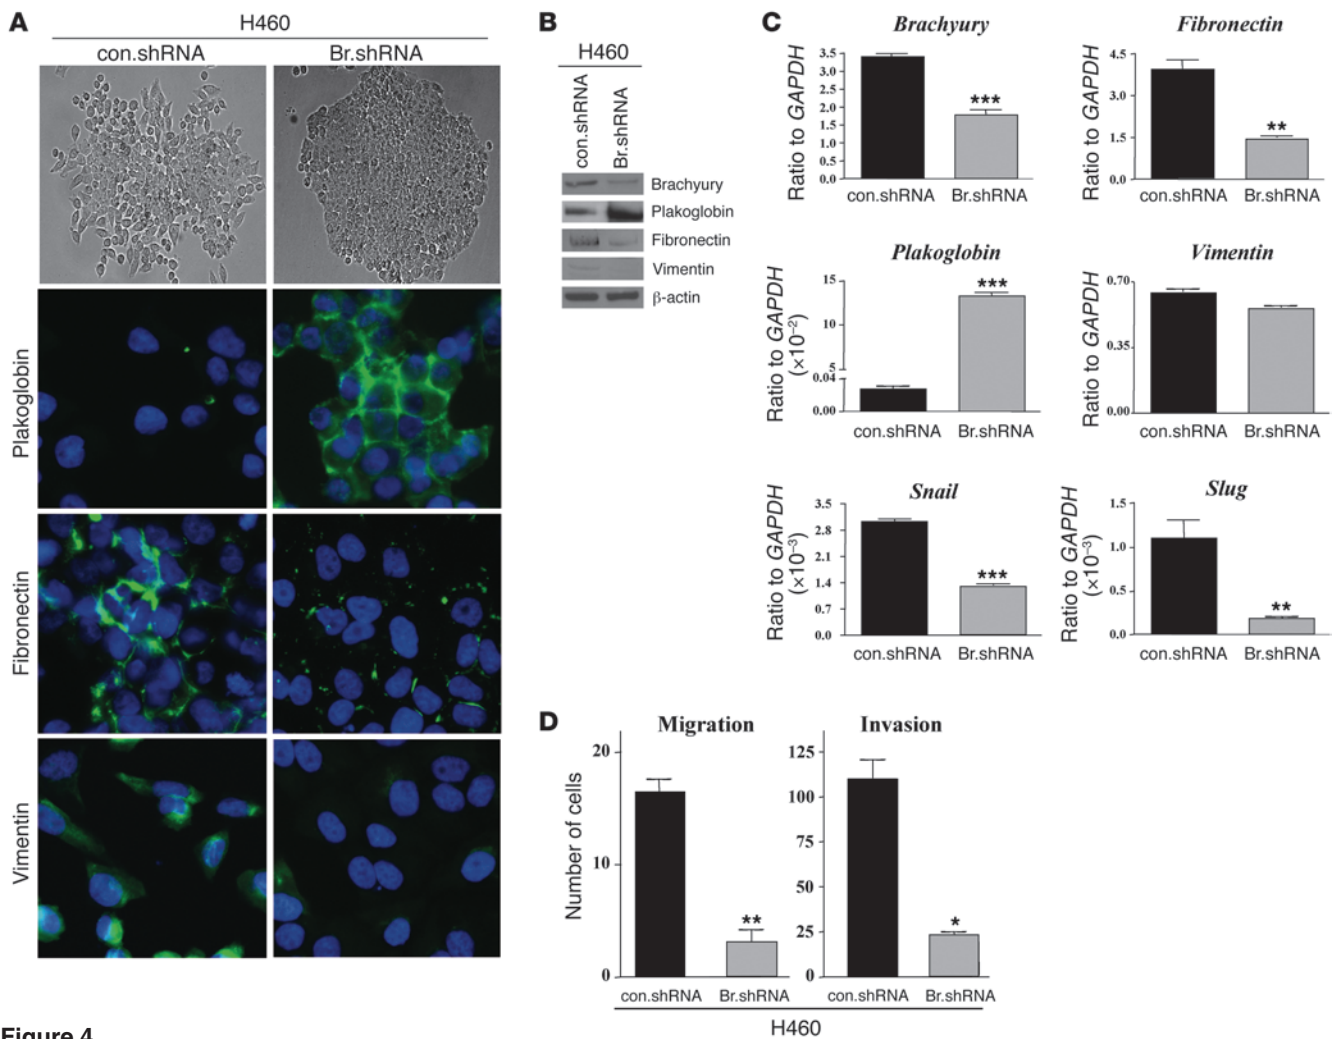 A
H460
con.shRNA Br.shRNA
Plakoglobin
Fibronectin
Vimentin
B
H460
con.shRNA
Br.shRNA
Brachyury
Plakoglobin
Fibronectin
Vimentin
β-actin
C
Brachyury
Ratio to GAPDH
3.5
3.0
2.5
2.0
1.5
1.0
0.5
0.0
***
con.shRNA Br.shRNA
Fibronectin
Ratio to GAPDH
4.5
3.0
1.5
0.0
**
con.shRNA Br.shRNA
Plakoglobin
Ratio to GAPDH
(×10⁻²)
15
10
5
0.04
0.00
***
con.shRNA Br.shRNA
Vimentin
Ratio to GAPDH
0.70
0.35
0.00
con.shRNA Br.shRNA
Snail
Ratio to GAPDH
(×10⁻³)
3.5
2.8
2.1
1.4
0.7
0.0
***
con.shRNA Br.shRNA
Slug
Ratio to GAPDH
(×10⁻³)
1.5
1.0
0.5
0.0
**
con.shRNA Br.shRNA
D
Migration
Number of cells
20
10
0
**
con.shRNA Br.shRNA
Invasion
125
100
75
50
25
0
*
con.shRNA Br.shRNA
H460
Figure 4